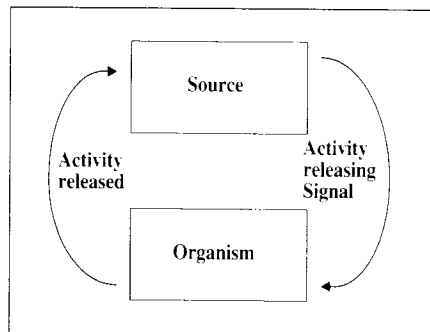 Source
Activity
released
Activity
releasing
Signal
Organism